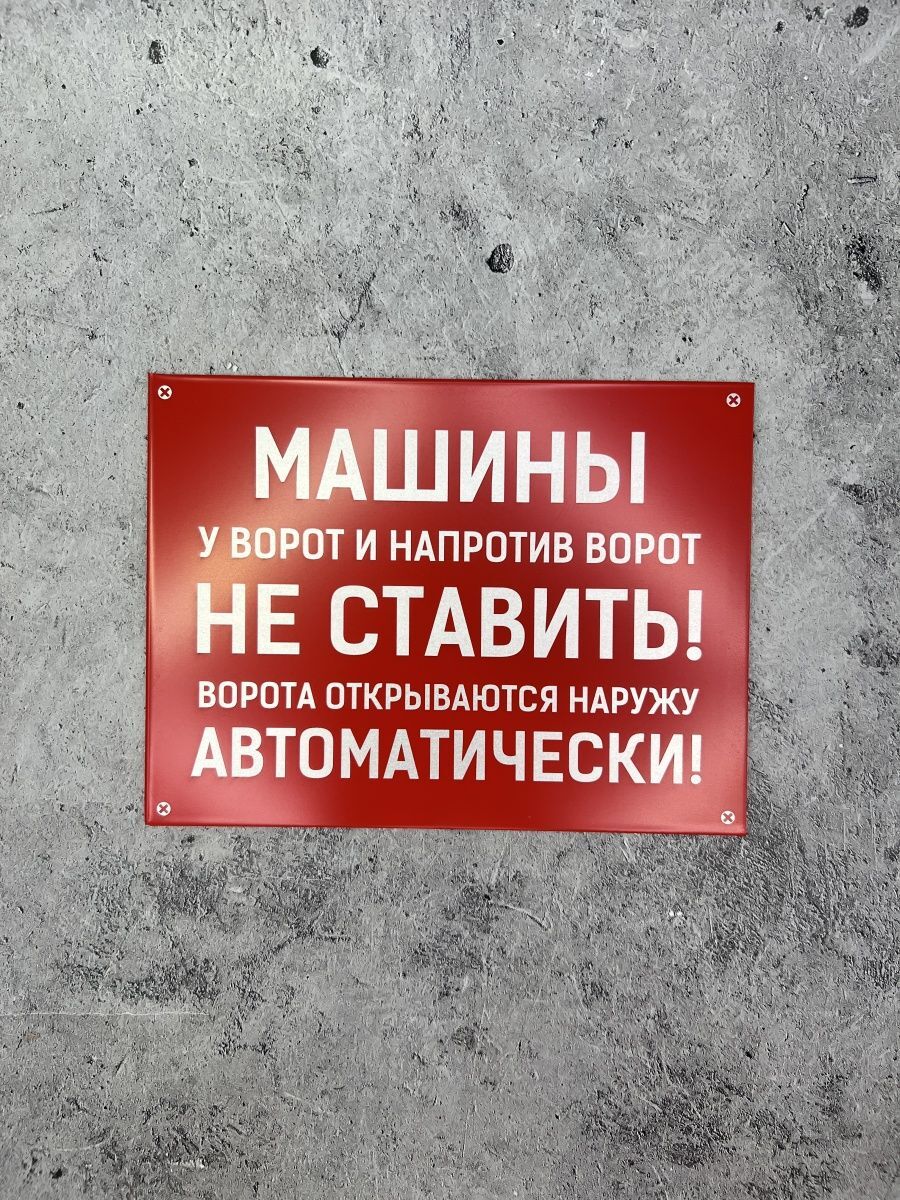 МАШИНЫ
У ВОРОТ И НАПРОТИВ ВОРОТ
НЕ СТАВИТЬ!
ВОРОТА ОТКРЫВАЮТСЯ НАРУЖУ
АВТОМАТИЧЕСКИ!